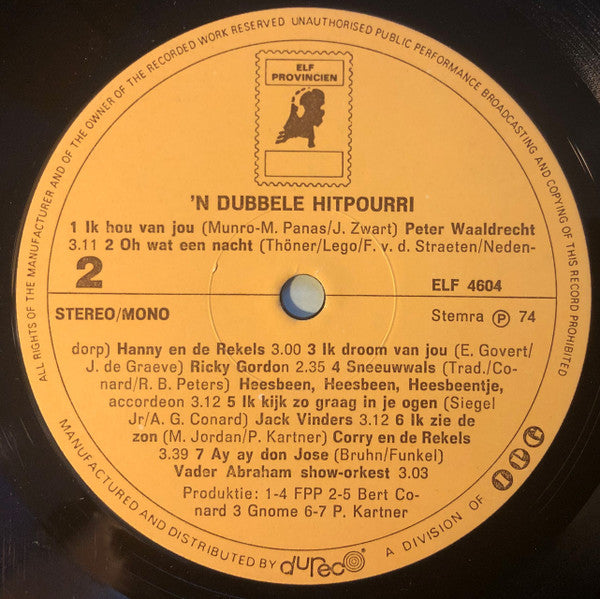 ALL RIGHTS OF THE MANUFACTURER AND OF THE OWNER OF THE RECORDED WORK RESERVED UNAUTHORISED PUBLIC PERFORMANCE BROADCASTING AND COPYING OF THIS RECORD PROHIBITED
ELF
PROVINCIEN
'N DUBBELE HITPOURRI
1 Ik hou van jou (Munro-M. Panas/J. Zwart) Peter Waaldrecht
3.11 2 Oh wat een nacht (Thöner/Lego/F. v. d. Straeten/Neden-
2
ELF 4604
STEREO/MONO
Stemra Ⓟ 74
dorp) Hanny en de Rekels 3.00 3 Ik droom van jou (E. Govert/
J. de Graeve) Ricky Gordon 2.35 4 Sneeuwwals (Trad./Co-
nard/R. B. Peters) Heesbeen, Heesbeen, Heesbeentje,
accordeon 3.12 5 Ik kijk zo graag in je ogen (Siegel
Jr/A. G. Conard) Jack Vinders 3.12 6 Ik zie de
zon (M. Jordan/P. Kartner) Corry en de Rekels
3.39 7 Ay ay don Jose (Bruhn/Funkel)
Vader Abraham show-orkest 3.03
Produktie: 1-4 FPP 2-5 Bert Co-
nard 3 Gnome 6-7 P. Kartner
MANUFACTURED AND DISTRIBUTED BY dureco A DIVISION OF iif